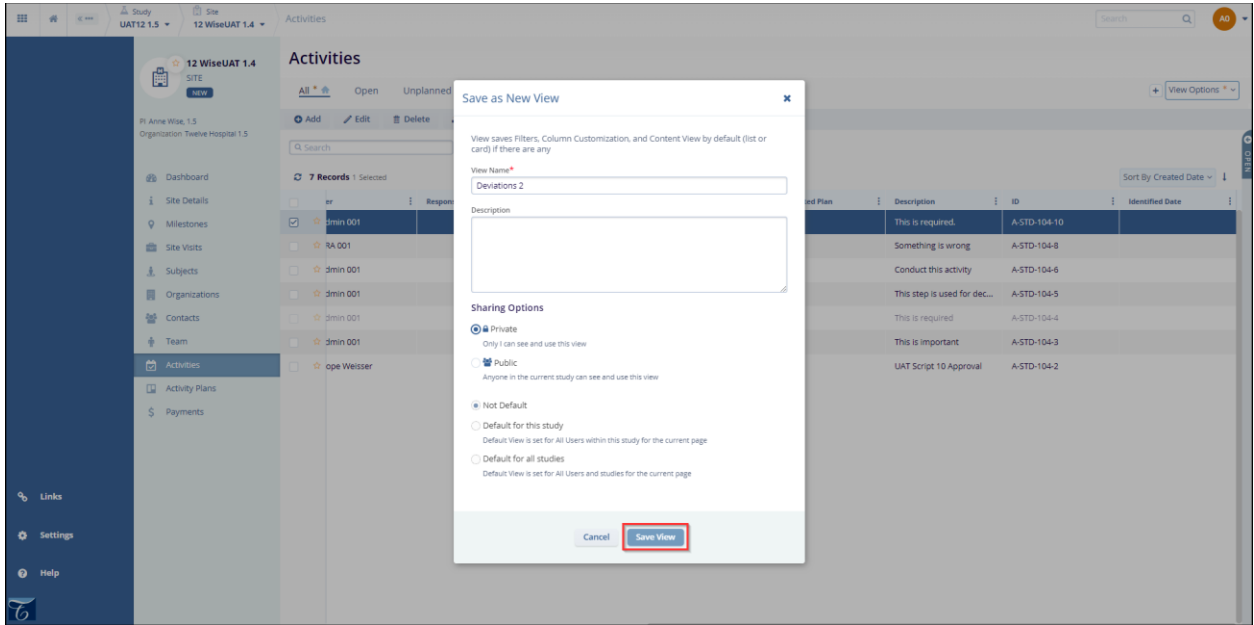 Study
UAT12 1.5
Site
12 WiseUAT 1.4
Activities
Search
AO
12 WiseUAT 1.4
SITE
NEW
PI Anne Wise, 1.5
Organization Twelve Hospital 1.5
Dashboard
Site Details
Milestones
Site Visits
Subjects
Organizations
Contacts
Team
Activities
Activity Plans
$ Payments
Links
Settings
Help
Activities
All *
Open
Unplanned
+
View Options *
Add
Edit
Delete
Search
7 Records 1 Selected
Sort By Created Date
OPEN
er
Respon
ed Plan
Description
ID
Identified Date
dmin 001
This is required.
A-STD-104-10
RA 001
Something is wrong
A-STD-104-8
dmin 001
Conduct this activity
A-STD-104-6
dmin 001
This step is used for dec...
A-STD-104-5
dmin 001
This is required
A-STD-104-4
dmin 001
This is important
A-STD-104-3
ope Weisser
UAT Script 10 Approval
A-STD-104-2
Save as New View
View saves Filters, Column Customization, and Content View by default (list or
card) if there are any
View Name*
Deviations 2
Description
Sharing Options
Private
Only I can see and use this view
Public
Anyone in the current study can see and use this view
Not Default
Default for this study
Default View is set for All Users within this study for the current page
Default for all studies
Default View is set for All Users and studies for the current page
Cancel
Save View